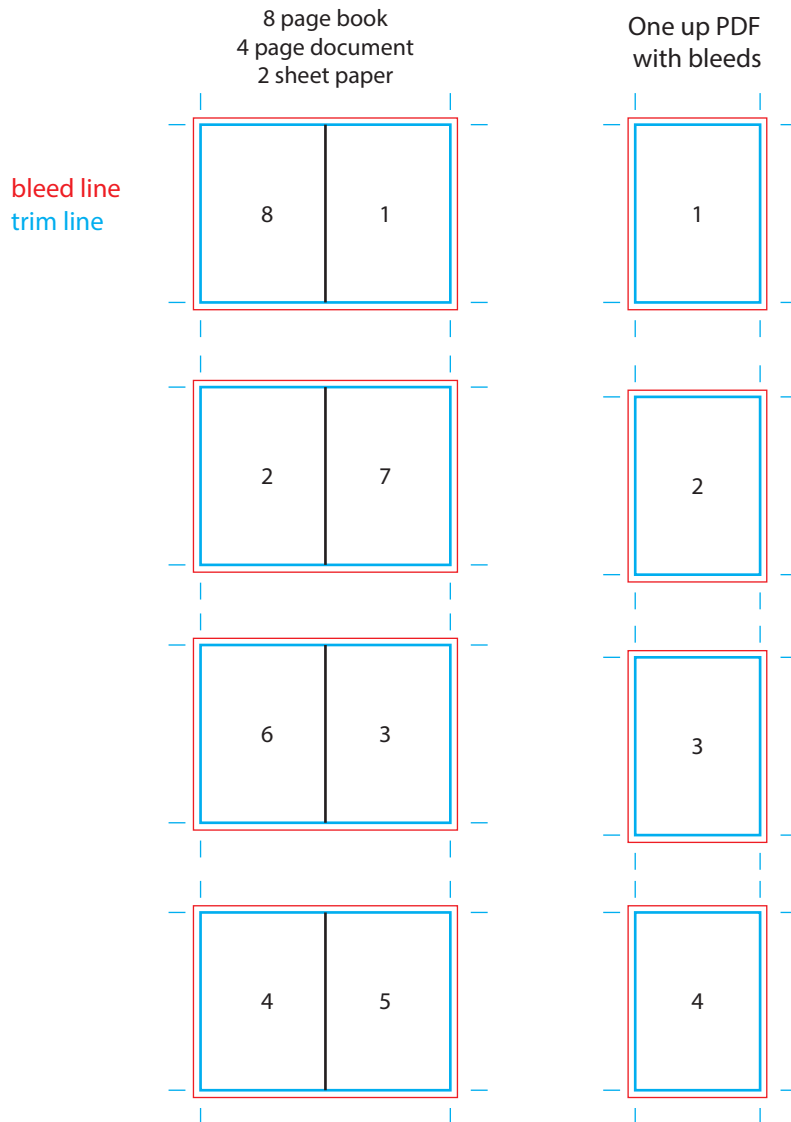 8 page book
4 page document
2 sheet paper
One up PDF
with bleeds
bleed line
trim line
8 1
1
2 7
2
6 3
3
4 5
4